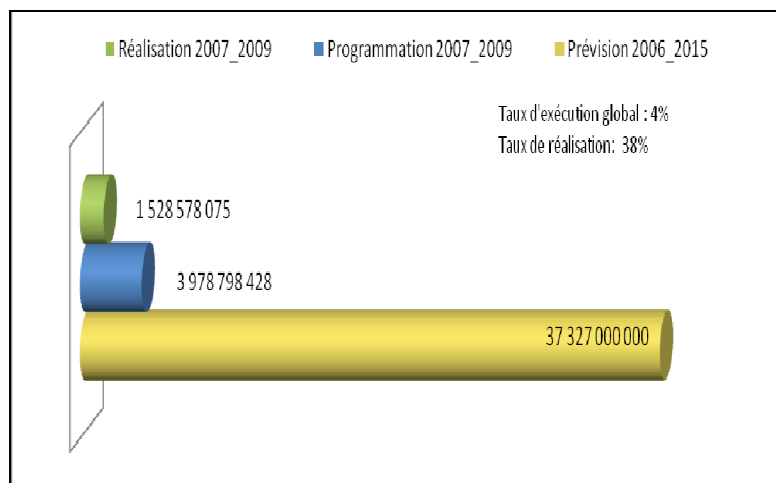 Réalisation 2007_2009 Programmation 2007_2009 Prévision 2006_2015
Taux d'exécution global : 4%
Taux de réalisation: 38%
1 528 578 075
3 978 798 428
37 327 000 000